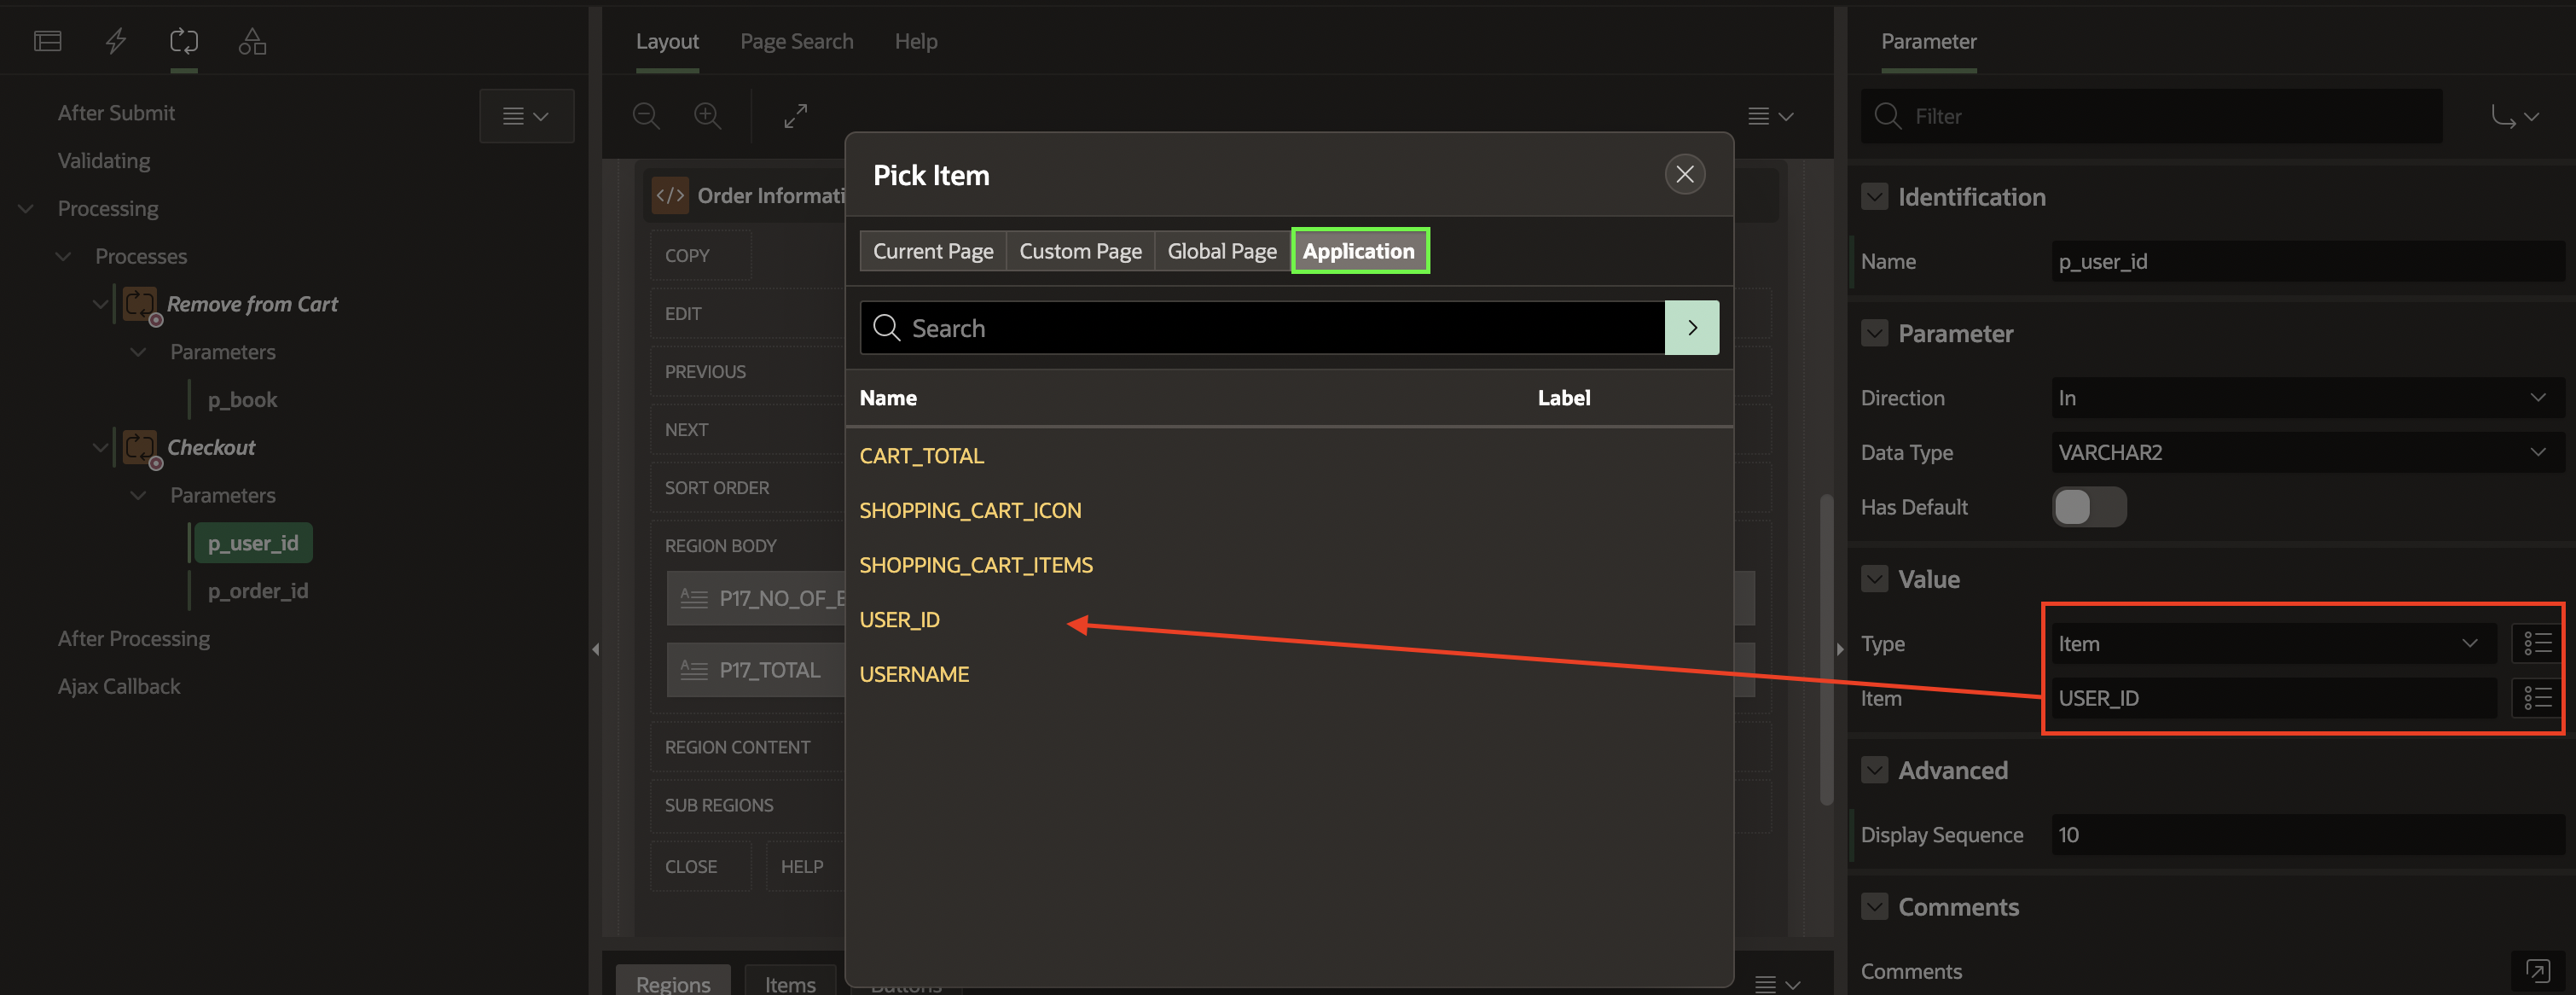 After Submit
Validating
Processing
Processes
Remove from Cart
Parameters
p_book
Checkout
Parameters
p_user_id
p_order_id
After Processing
Ajax Callback
Layout Page Search Help
Order Informati
COPY
EDIT
PREVIOUS
NEXT
SORT ORDER
REGION BODY
P17_NO_OF_B
P17_TOTAL
REGION CONTENT
SUB REGIONS
CLOSE HELP
Regions Items Buttons
Pick Item
Current Page Custom Page Global Page Application
Search
Name Label
CART_TOTAL
SHOPPING_CART_ICON
SHOPPING_CART_ITEMS
USER_ID
USERNAME
Parameter
Filter
Identification
Name p_user_id
Parameter
Direction In
Data Type VARCHAR2
Has Default
Value
Type Item
Item USER_ID
Advanced
Display Sequence 10
Comments
Comments